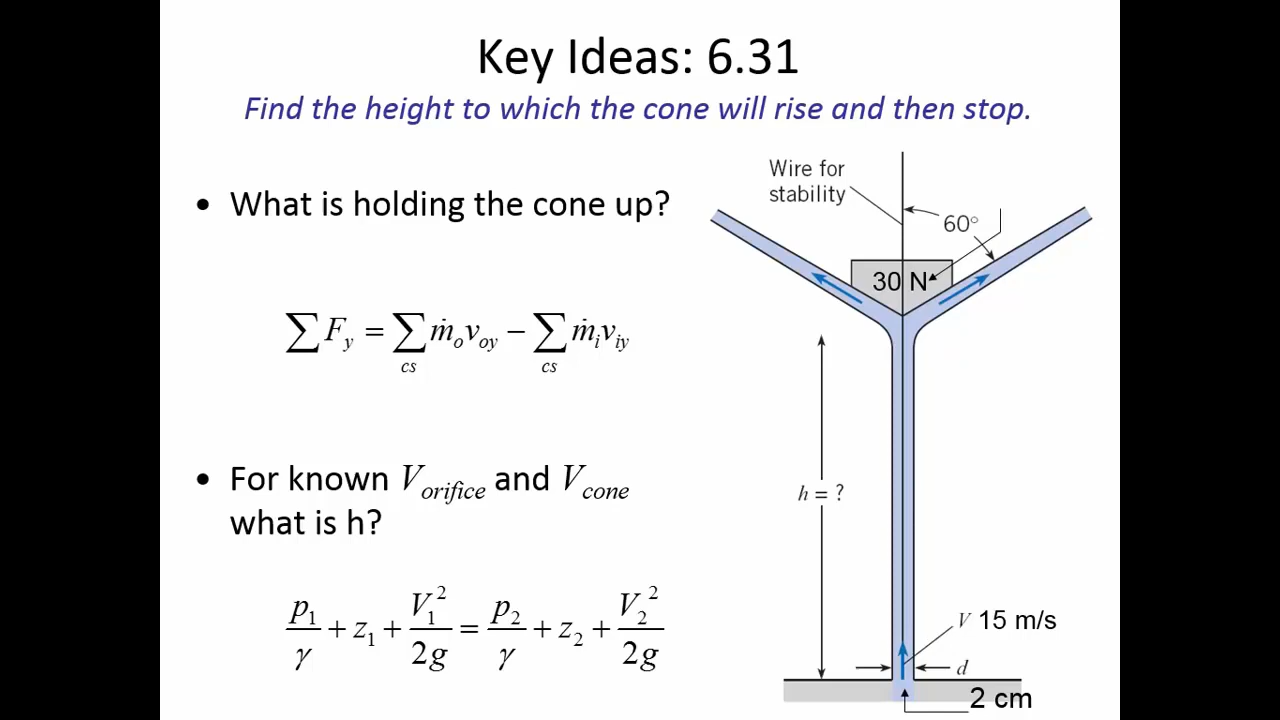 Key Ideas: 6.31
Find the height to which the cone will rise and then stop.
• What is holding the cone up?
∑ F_y = ∑_cs ṁ_o v_oy − ∑_cs ṁ_i v_iy
• For known V_orifice and V_cone
what is h?
p_1/γ + z_1 + V_1^2/2g = p_2/γ + z_2 + V_2^2/2g
Wire for
stability
60°
30 N
h = ?
V 15 m/s
d
2 cm